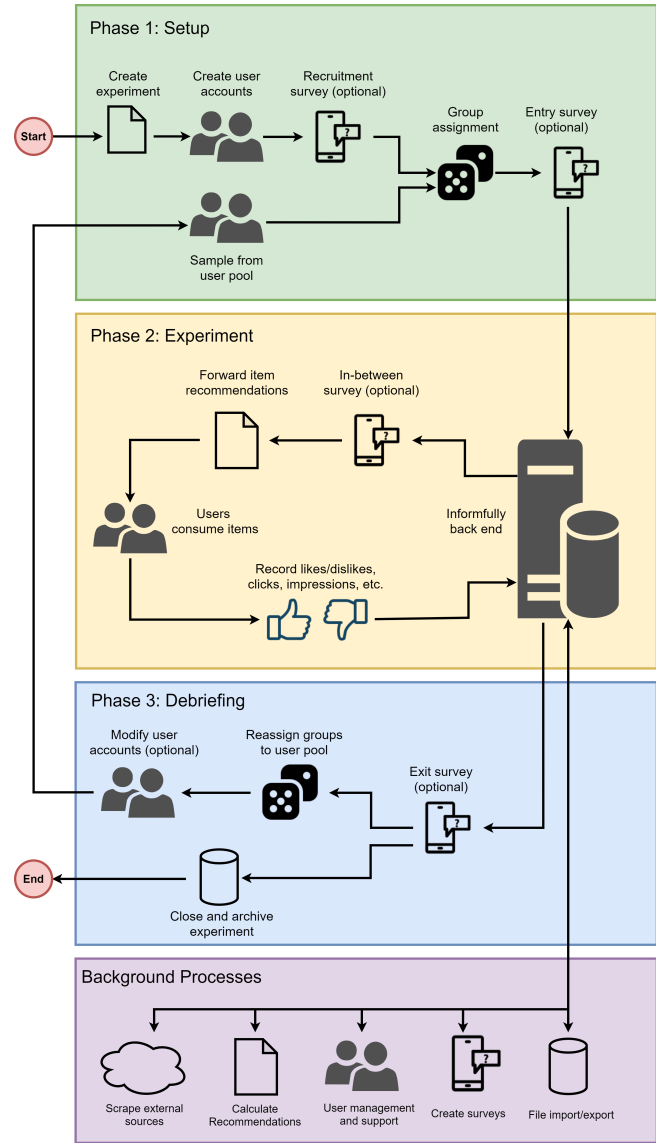 Phase 1: Setup
Create
experiment
Create user
accounts
Recruitment
survey (optional)
Group
assignment
Entry survey
(optional)
Start
?
?
Sample from
user pool
Phase 2: Experiment
Forward item
recommendations
In-between
survey (optional)
?
Users
consume items
Informfully
back end
Record likes/dislikes,
clicks, impressions, etc.
Phase 3: Debriefing
Modify user
accounts (optional)
Reassign groups
to user pool
Exit survey
(optional)
?
End
Close and archive
experiment
Background Processes
?
Scrape external
sources
Calculate
Recommendations
User management
and support
Create surveys
File import/export